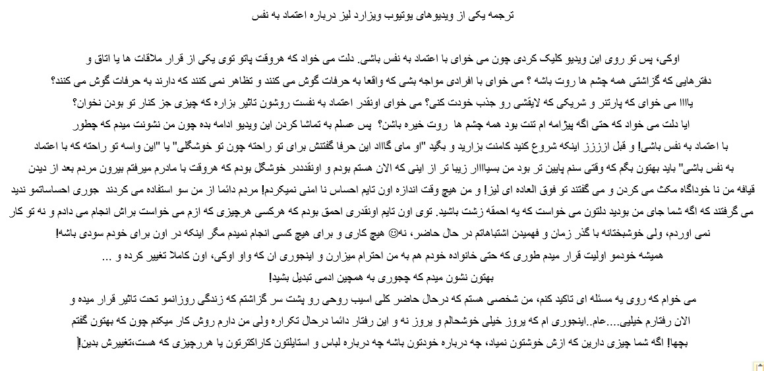 ترجمه یکی از ویدیوهای یوتیوب ویزارد لیز درباره اعتماد به نفس
اوکی، پس تو روی این ویدیو کلیک کردی چون می خوای با اعتماد به نفس باشی. دلت می خواد که هروقت پاتو توی یکی از قرار ملاقات ها یا اتاق و
دفترهایی که گزاشتی همه چشم ها روت باشه ؟ می خوای با افرادی مواجه بشی که واقعا به حرفات گوش می کنند و تظاهر نمی کنند که دارند به حرفات گوش می کنند؟
یاااا می خوای که پارتنر و شریکی که لایقشی رو جذب خودت کنی؟ می خوای اونقدر اعتماد به نفست روشون تاثیر بزاره که چیزی جز کنار تو بودن نخوان؟
ایا دلت می خواد که حتی اگه پیژامه ام تنت بود همه چشم ها  روت خیره باشن؟  پس عسلم به تماشا کردن این ویدیو ادامه بده چون من نشونت میدم که چطور
با اعتماد به نفس باشی! و قبل اززززز اینکه شروع کنید کامنت بزارید و بگید "او مای گاااد این حرفا گفتنش برای تو راحته چون تو خوشگلی" یا "این واسه تو راحته که با اعتماد
به نفس باشی" باید بهتون بگم که وقتی سنم پایین تر بود من بسیااار زیبا تر از اینی که الان هستم بودم و اونقدددر خوشگل بودم که هروقت با مادرم میرفتم بیرون مردم بعد از دیدن
قیافه من نا خوداگاه مکث می کردن و می گفتند تو فوق العاده ای لیز! و من هیچ وقت اندازه اون تایم احساس نا امنی نمیکردم! مردم دائما از من سو استفاده می کردند  جوری احساساتمو ندید
می گرفتند که اگه شما جای من بودید دلتون می خواست که یه احمقه زشت باشید. توی اون تایم اونقدری احمق بودم که هرکسی هرچیزی که ازم می خواست براش انجام می دادم و نه تو کار
نمی اوردم، ولی خوشبختانه با گذر زمان و فهمیدن اشتباهاتم در حال حاضر، نه☺ هیچ کاری و برای هیچ کسی انجام نمیدم مگر اینکه در اون برای خودم سودی باشه!
همیشه خودمو اولیت قرار میدم طوری که حتی خانواده خودم هم به من احترام میزارن و اینجوری ان که واو اوکی، اون کاملا تغییر کرده و ...
بهتون نشون میدم که چجوری به همچین ادمی تبدیل بشید!
می خوام که روی یه مسئله ای تاکید کنم، من شخصی هستم که درحال حاضر کلی اسیب روحی رو پشت سر گزاشتم که زندگی روزانمو تحت تاثیر قرار میده و
الان رفتارم خیلیی....عام..اینجوری ام که یروز خیلی خوشحالم و یروز نه و این رفتار دائما درحال تکراره ولی من دارم روش کار میکنم چون که بهتون گفتم
بچها! اگه شما چیزی دارین که ازش خوشتون نمیاد، چه درباره خودتون باشه چه درباره لباس و استایلتون کاراکترتون یا هررچیزی که هست،تغییرش بدین!